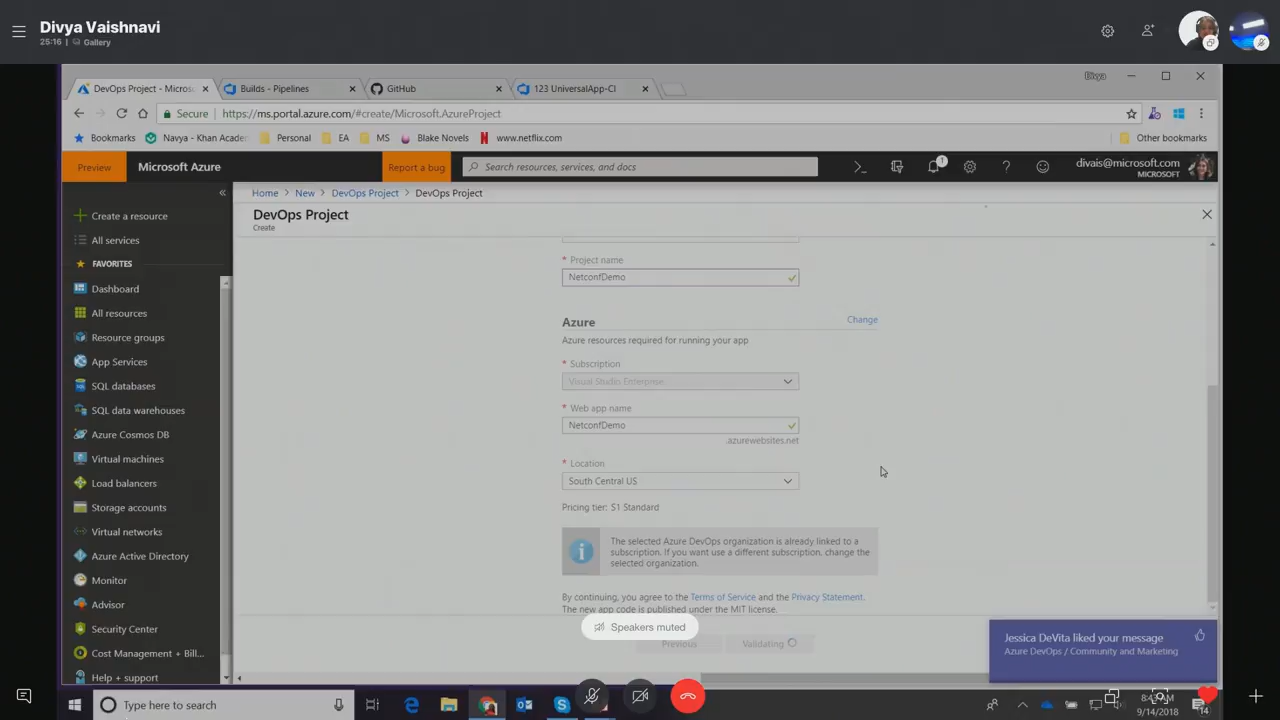 Divya Vaishnavi
25:16 | Gallery
DevOps Project - Microso
Builds - Pipelines
GitHub
123 UniversalApp-CI
Divya
Secure
https://ms.portal.azure.com/#create/Microsoft.AzureProject
Bookmarks
Navya - Khan Acade
Personal
EA
MS
Blake Novels
www.netflix.com
Other bookmarks
Preview
Microsoft Azure
Report a bug
Search resources, services, and docs
1
divais@microsoft.com
MICROSOFT
Home > New > DevOps Project > DevOps Project
DevOps Project
Create
Create a resource
All services
FAVORITES
Dashboard
All resources
Resource groups
App Services
SQL databases
SQL data warehouses
Azure Cosmos DB
Virtual machines
Load balancers
Storage accounts
Virtual networks
Azure Active Directory
Monitor
Advisor
Security Center
Cost Management + Bill...
Help + support
* Project name
NetconfDemo
Azure
Change
Azure resources required for running your app
* Subscription
Visual Studio Enterprise
* Web app name
NetconfDemo
.azurewebsites.net
* Location
South Central US
Pricing tier: S1 Standard
The selected Azure DevOps organization is already linked to a
subscription. If you want use a different subscription, change the
selected organization.
By continuing, you agree to the Terms of Service and the Privacy Statement.
The new app code is published under the MIT license.
Speakers muted
Previous
Validating
Jessica DeVita liked your message
Azure DevOps / Community and Marketing
Type here to search
9/14/2018
14